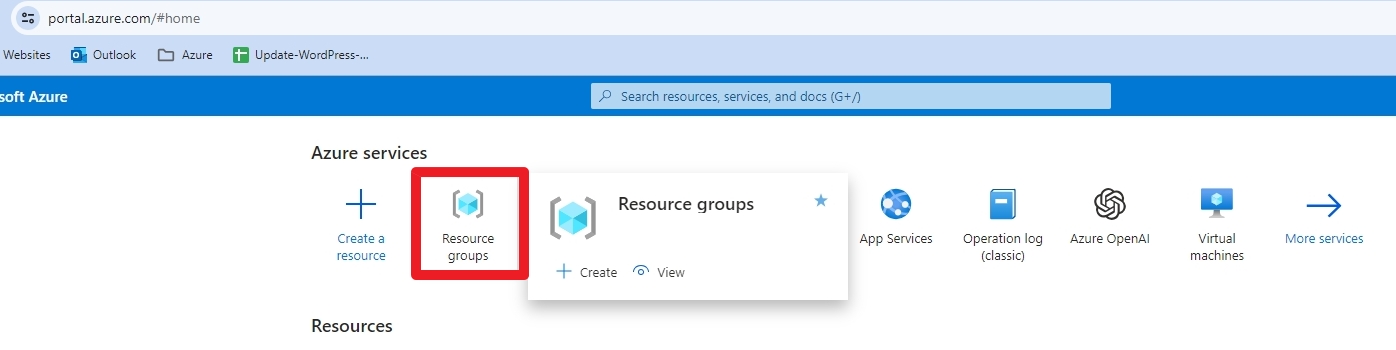 portal.azure.com/#home
Websites Outlook Azure Update-WordPress-...
soft Azure Search resources, services, and docs (G+/)
Azure services
Create a
resource
Resource
groups
Resource groups
Create View
App Services
Operation log
(classic)
Azure OpenAI
Virtual
machines
More services
Resources